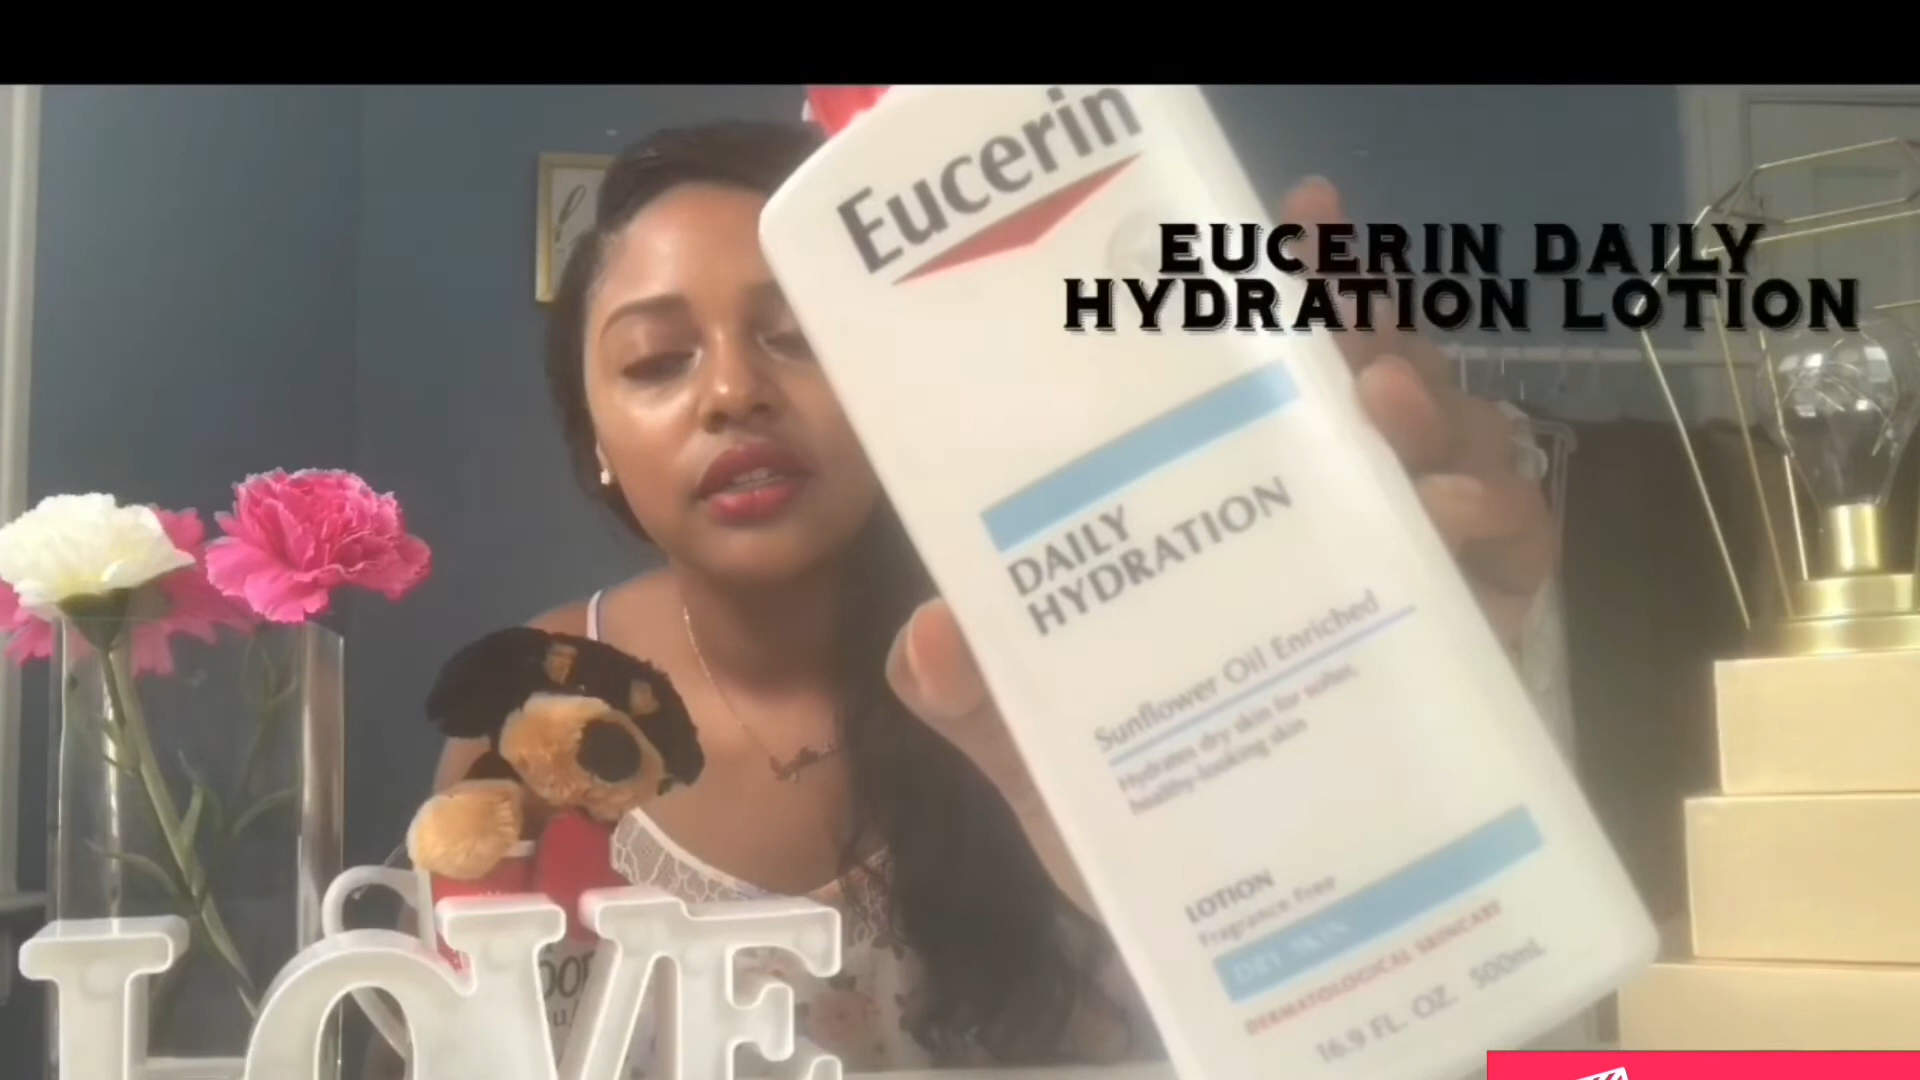 Eucerin
EUCERIN DAILY
HYDRATION LOTION
DAILY
HYDRATION
Sunflower Oil Enriched
Hydrates dry skin for softer,
healthy-looking skin
LOTION
Fragrance Free
DRY SKIN
DERMATOLOGICAL SKINCARE
16.9 FL. OZ. 500mL
LOVE